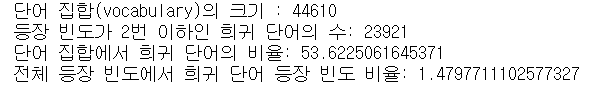 단어 집합(vocabulary)의 크기 : 44610
등장 빈도가 2번 이하인 희귀 단어의 수: 23921
단어 집합에서 희귀 단어의 비율: 53.6225061645371
전체 등장 빈도에서 희귀 단어 등장 빈도 비율: 1.4797711102577327